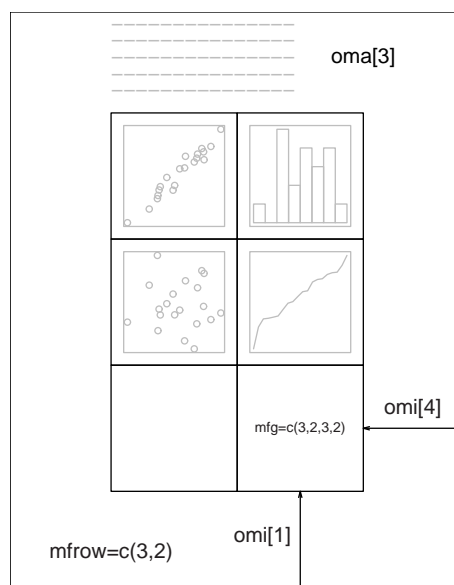 oma[3]
omi[4]
mfg=c(3,2,3,2)
omi[1]
mfrow=c(3,2)